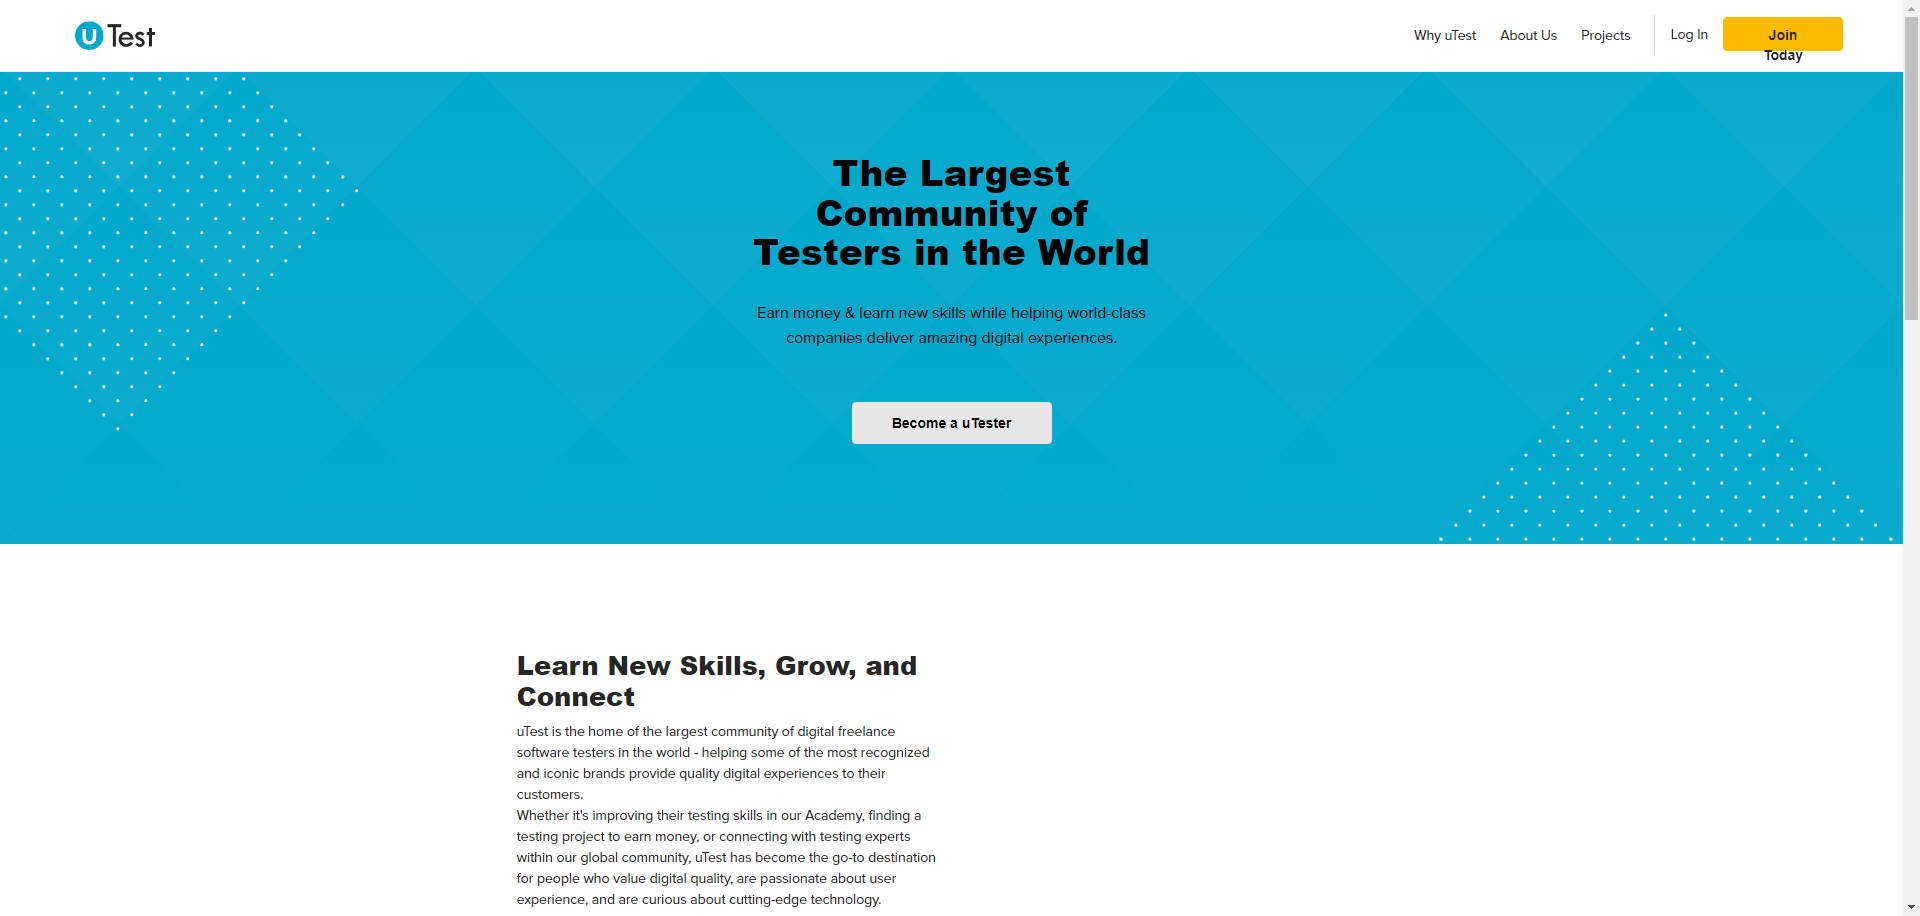 uTest
Why uTest
About Us
Projects
Log In
Join
Today
The Largest
Community of
Testers in the World
Earn money & learn new skills while helping world-class
companies deliver amazing digital experiences.
Become a uTester
Learn New Skills, Grow, and
Connect
uTest is the home of the largest community of digital freelance
software testers in the world - helping some of the most recognized
and iconic brands provide quality digital experiences to their
customers.
Whether it's improving their testing skills in our Academy, finding a
testing project to earn money, or connecting with testing experts
within our global community, uTest has become the go-to destination
for people who value digital quality, are passionate about user
experience, and are curious about cutting-edge technology.